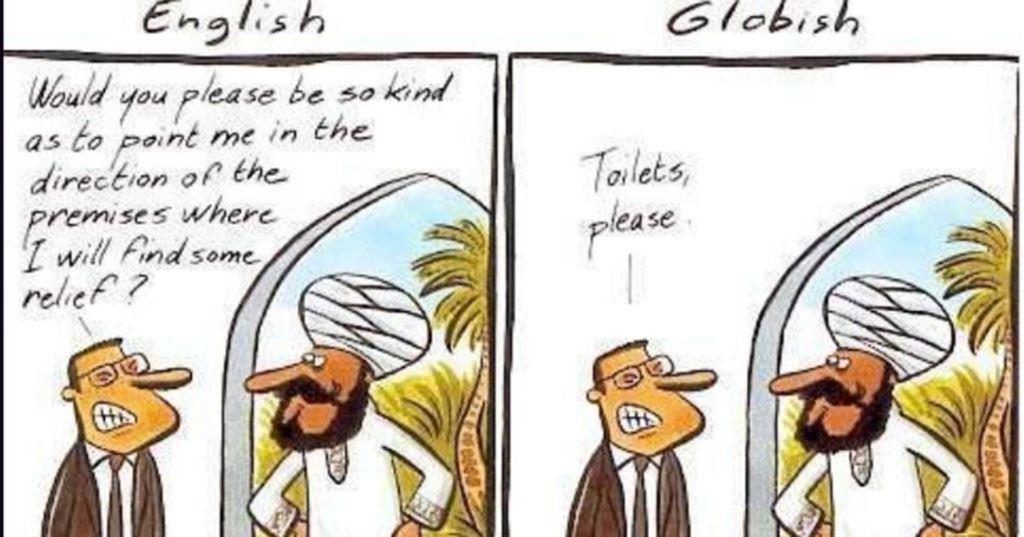 English
Would you please be so kind
as to point me in the
direction of the
premises where
I will find some
relief?
Globish
Toilets,
please.